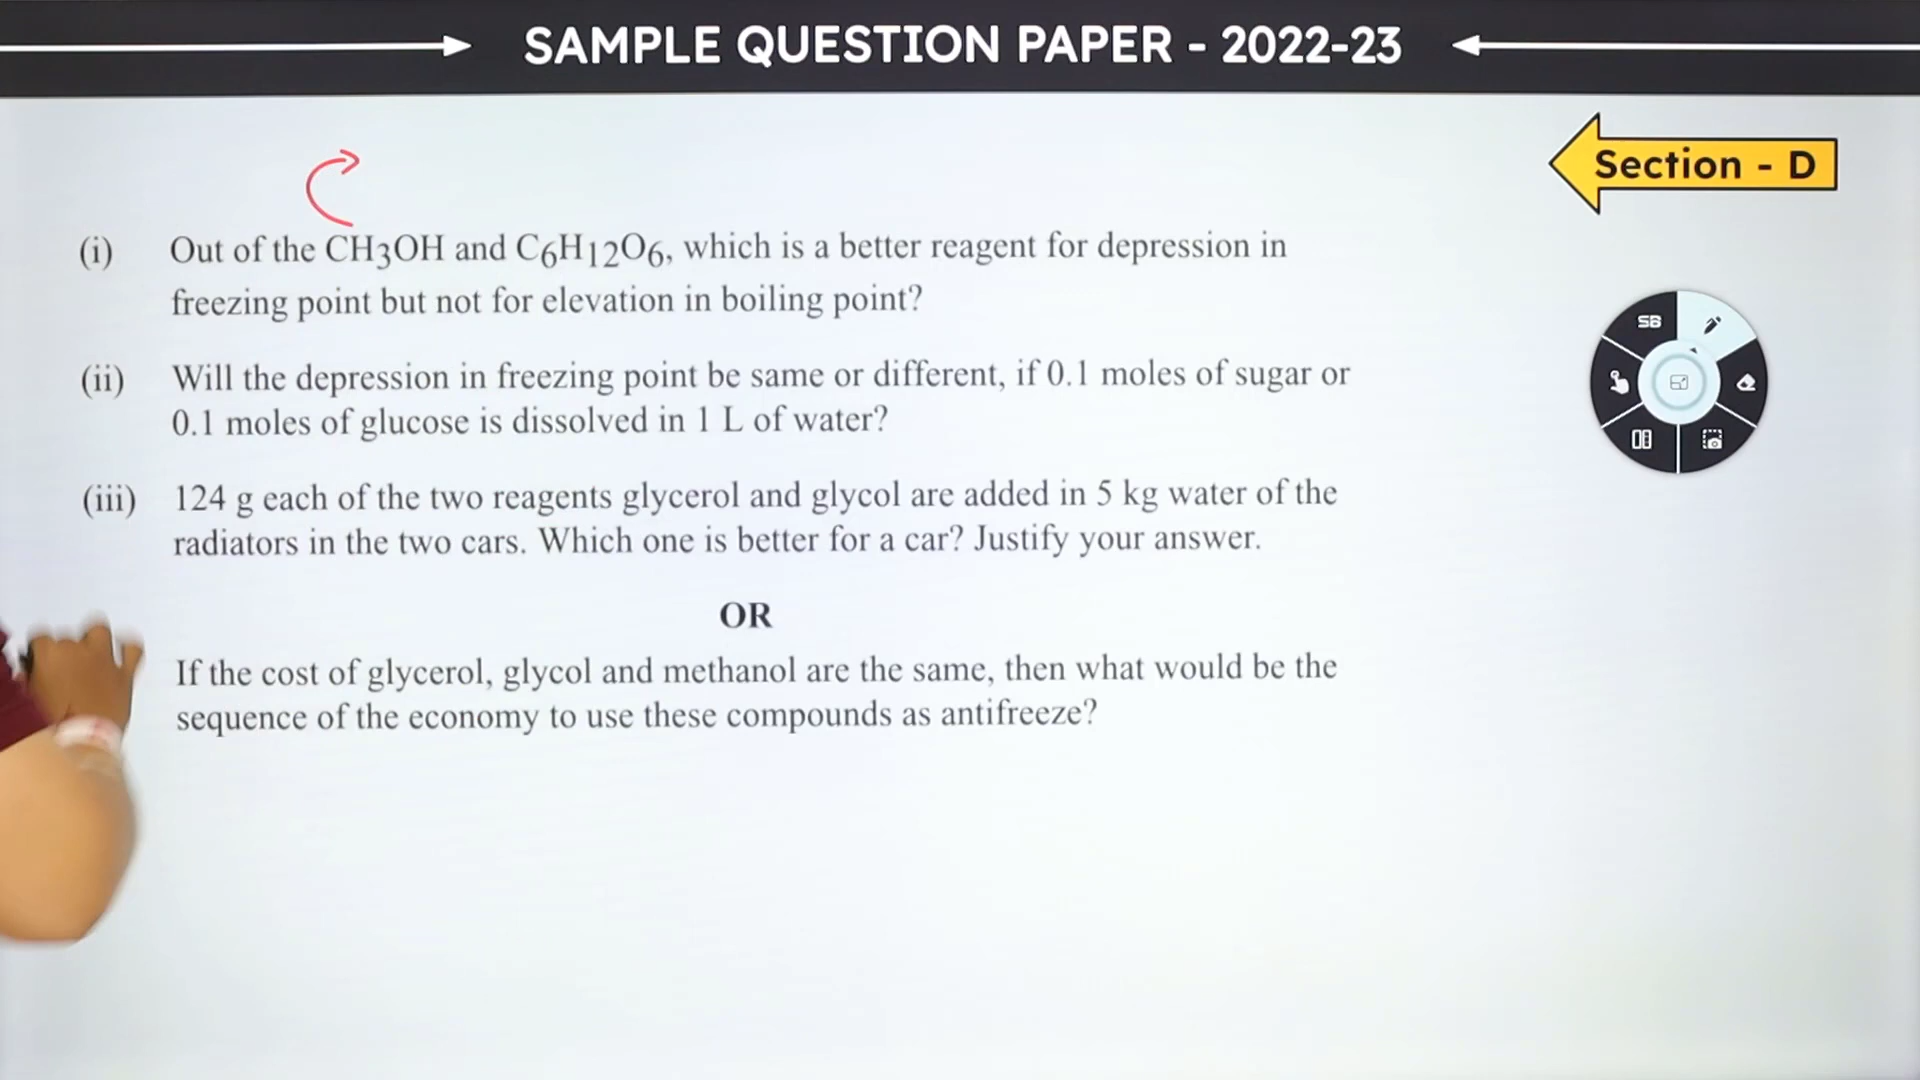 SAMPLE QUESTION PAPER - 2022-23
Section - D
(i) Out of the CH3OH and C6H12O6, which is a better reagent for depression in
freezing point but not for elevation in boiling point?
(ii) Will the depression in freezing point be same or different, if 0.1 moles of sugar or
0.1 moles of glucose is dissolved in 1 L of water?
(iii) 124 g each of the two reagents glycerol and glycol are added in 5 kg water of the
radiators in the two cars. Which one is better for a car? Justify your answer.
OR
If the cost of glycerol, glycol and methanol are the same, then what would be the
sequence of the economy to use these compounds as antifreeze?
SB